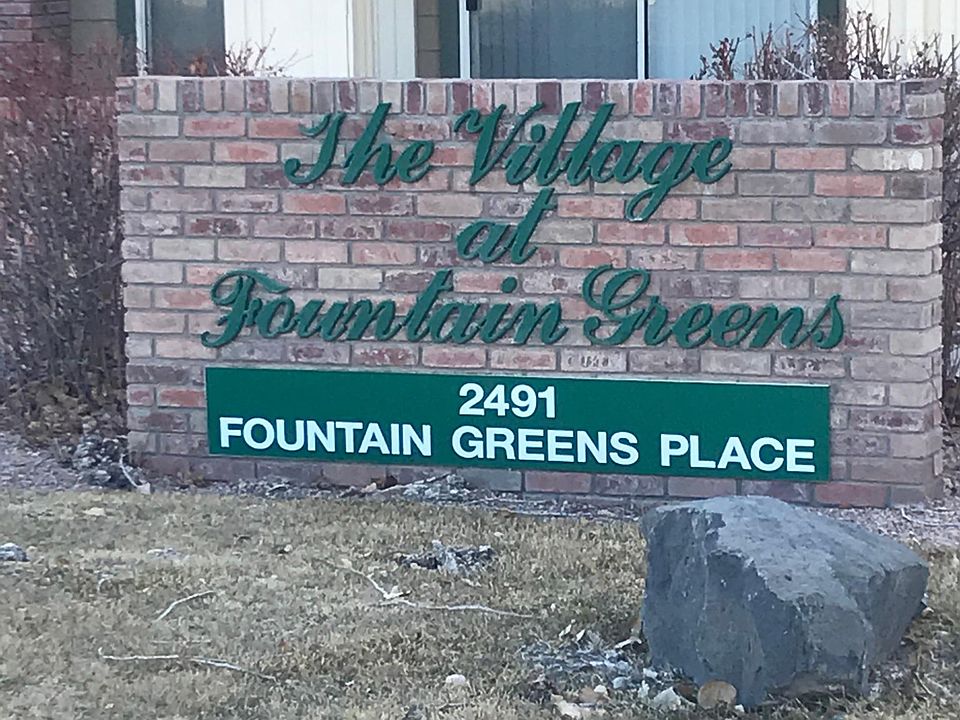 The Village
at
Fountain Greens
2491
FOUNTAIN GREENS PLACE